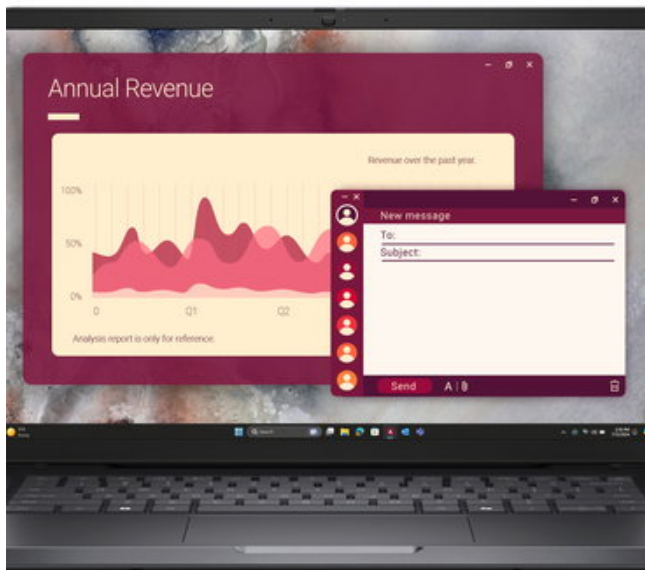 Annual Revenue
Revenue over the past year.
100%
50%
0%
0
Q1
Q2
Analysis report is only for reference.
New message
To:
Subject:
Send
A
Search